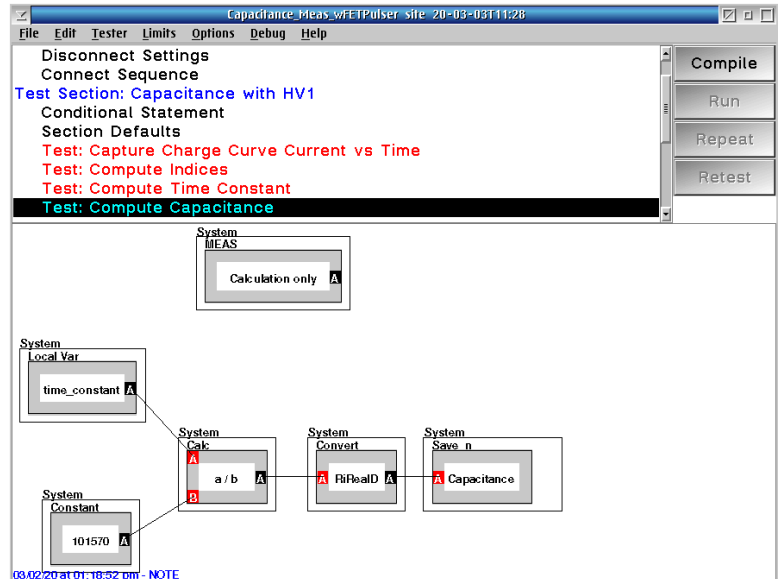 Capacitance_Meas_wFETPulser site 20-03-03T11:28
File Edit Tester Limits Options Debug Help
Disconnect Settings
Connect Sequence
Test Section: Capacitance with HV1
Conditional Statement
Section Defaults
Test: Capture Charge Curve Current vs Time
Test: Compute Indices
Test: Compute Time Constant
Test: Compute Capacitance
Compile
Run
Repeat
Retest
System
MEAS
Calculation only A
System
Local Var
time_constant A
System
Calc
A
a / b A
B
System
Convert
A RiRealD A
System
Save_n
A Capacitance
System
Constant
101570 A
03/02/20 at 01:18:52 pm - NOTE